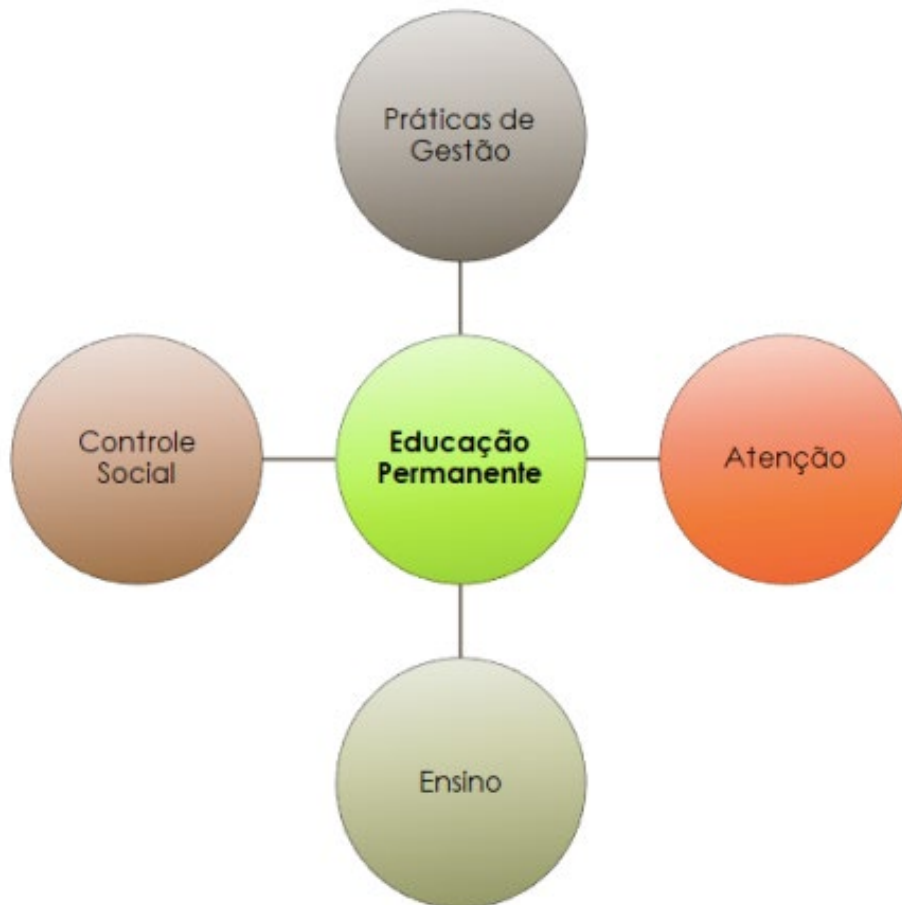 Práticas de
Gestão
Controle
Social
Educação
Permanente
Atenção
Ensino